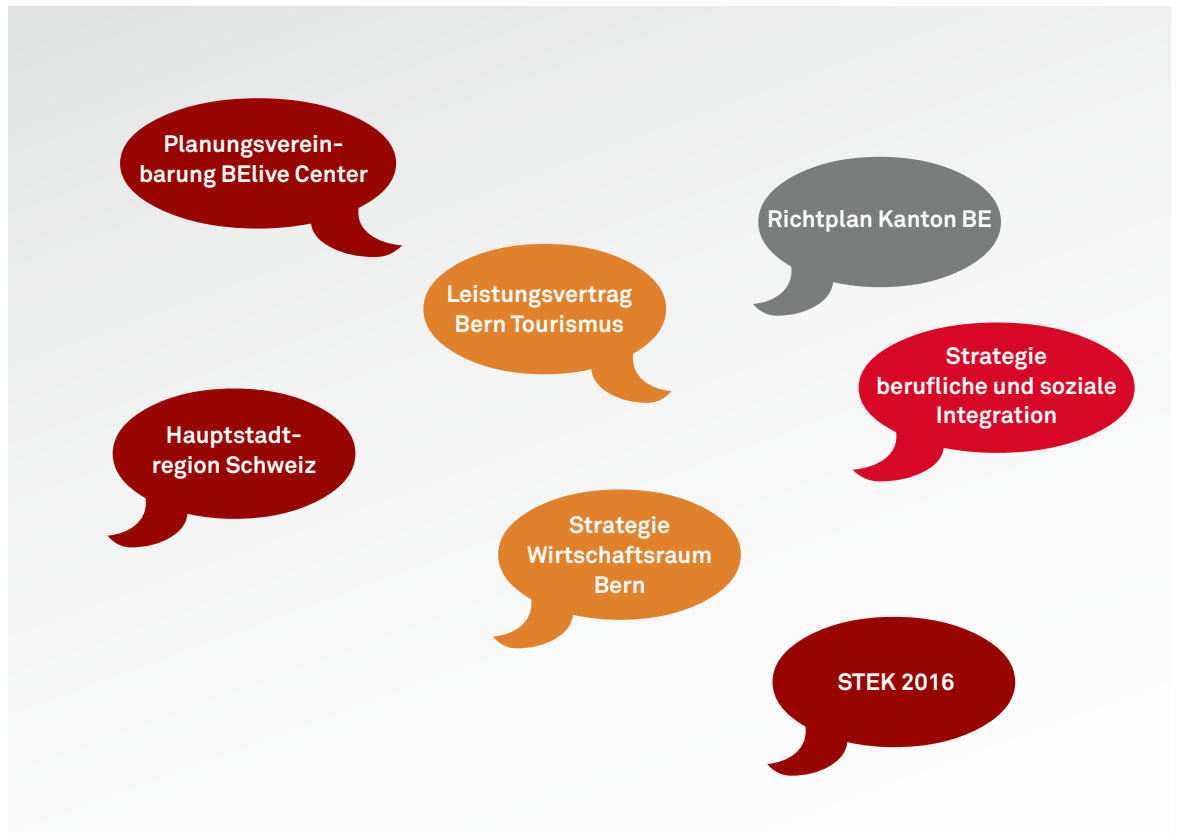 Planungsverein-
barung BElive Center
Richtplan Kanton BE
Leistungsvertrag
Bern Tourismus
Strategie
berufliche und soziale
Integration
Hauptstadt-
region Schweiz
Strategie
Wirtschaftsraum
Bern
STEK 2016